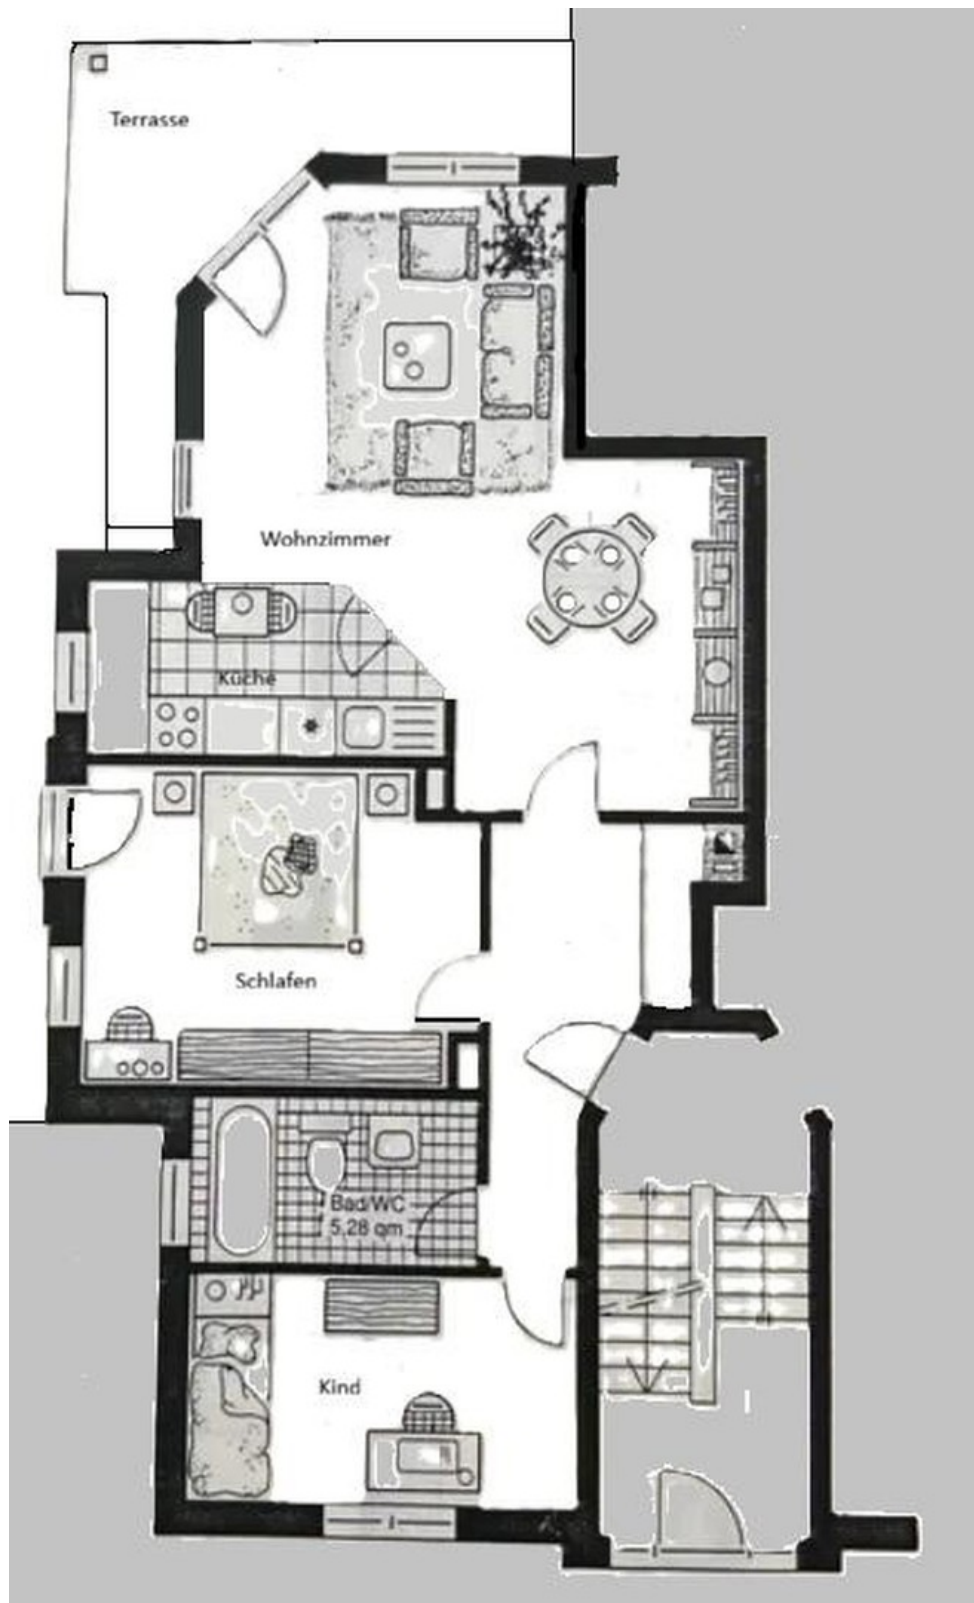 Terrasse
Wohnzimmer
Küche
Schlafen
Bad/WC
5.28 qm
Kind